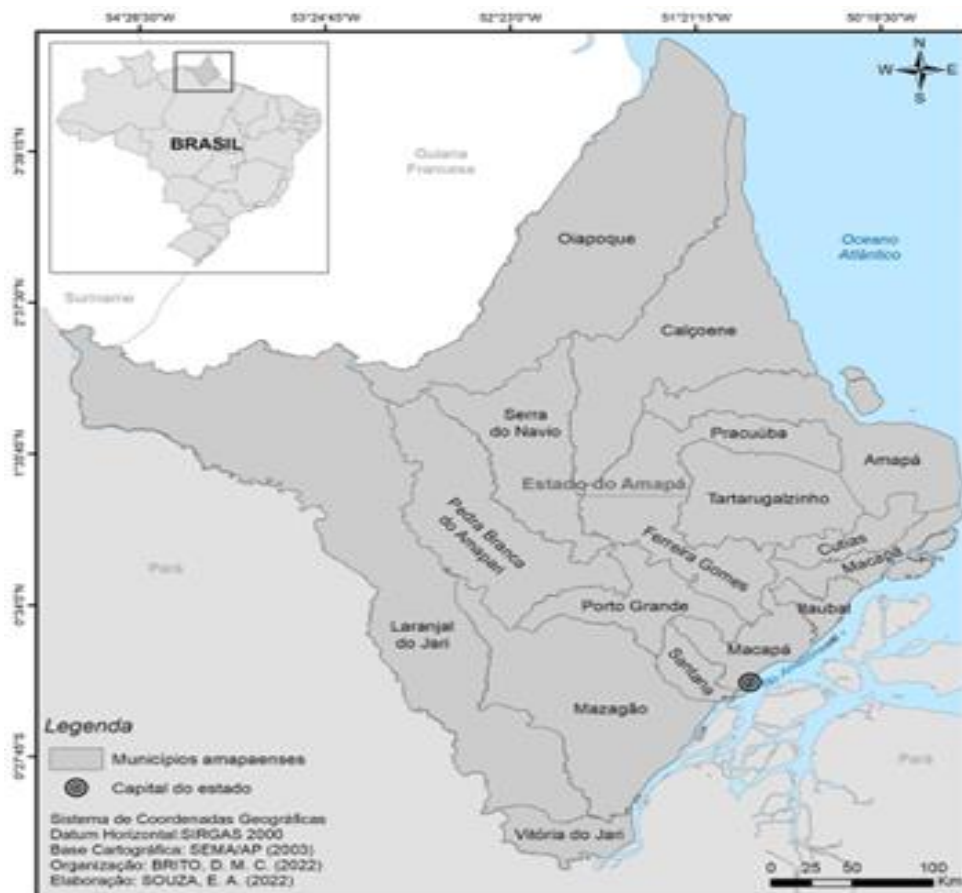 54°28'30"W 53°24'45"W 52°23'0"W 51°21'15"W 50°19'30"W
N
W E
S
BRASIL
Guiana
Francesa
Oiapoque
Oceano
Atlântico
Suriname
Calçoene
Serra
do Navio
Pracuúba
Amapá
Estado do Amapá
Tartarugalzinho
Pedra Branca
do Amapari
Ferreira Gomes
Cutias
Macapá
Pará
Itaubal
Porto Grande
Laranjal
do Jari
Macapá
Santana
Mazagão
Pará
Vitória do Jari
Legenda
Municípios amapaenses
Capital do estado
Sistema de Coordenadas Geográficas
Datum Horizontal:SIRGAS 2000
Base Cartográfica: SEMA/AP (2003)
Organização: BRITO, D. M. C. (2022)
Elaboração: SOUZA, E. A. (2022)
0 25 50 100
Km